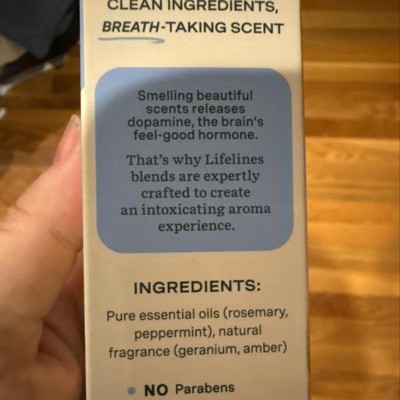 CLEAN INGREDIENTS,
BREATH-TAKING SCENT
Smelling beautiful
scents releases
dopamine, the brain's
feel-good hormone.
That's why Lifelines
blends are expertly
crafted to create
an intoxicating aroma
experience.
INGREDIENTS:
Pure essential oils (rosemary,
peppermint), natural
fragrance (geranium, amber)
• NO Parabens